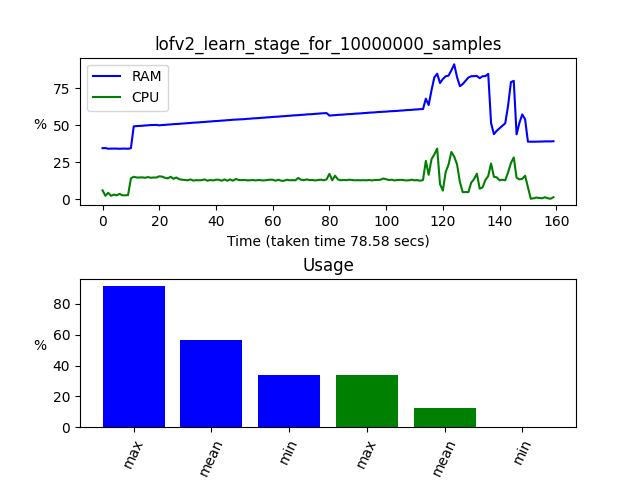 lofv2_learn_stage_for_10000000_samples
RAM
CPU
%
75
50
25
0
0 20 40 60 80 100 120 140 160
Time (taken time 78.58 secs)
Usage
%
80
60
40
20
0
max mean min max mean min